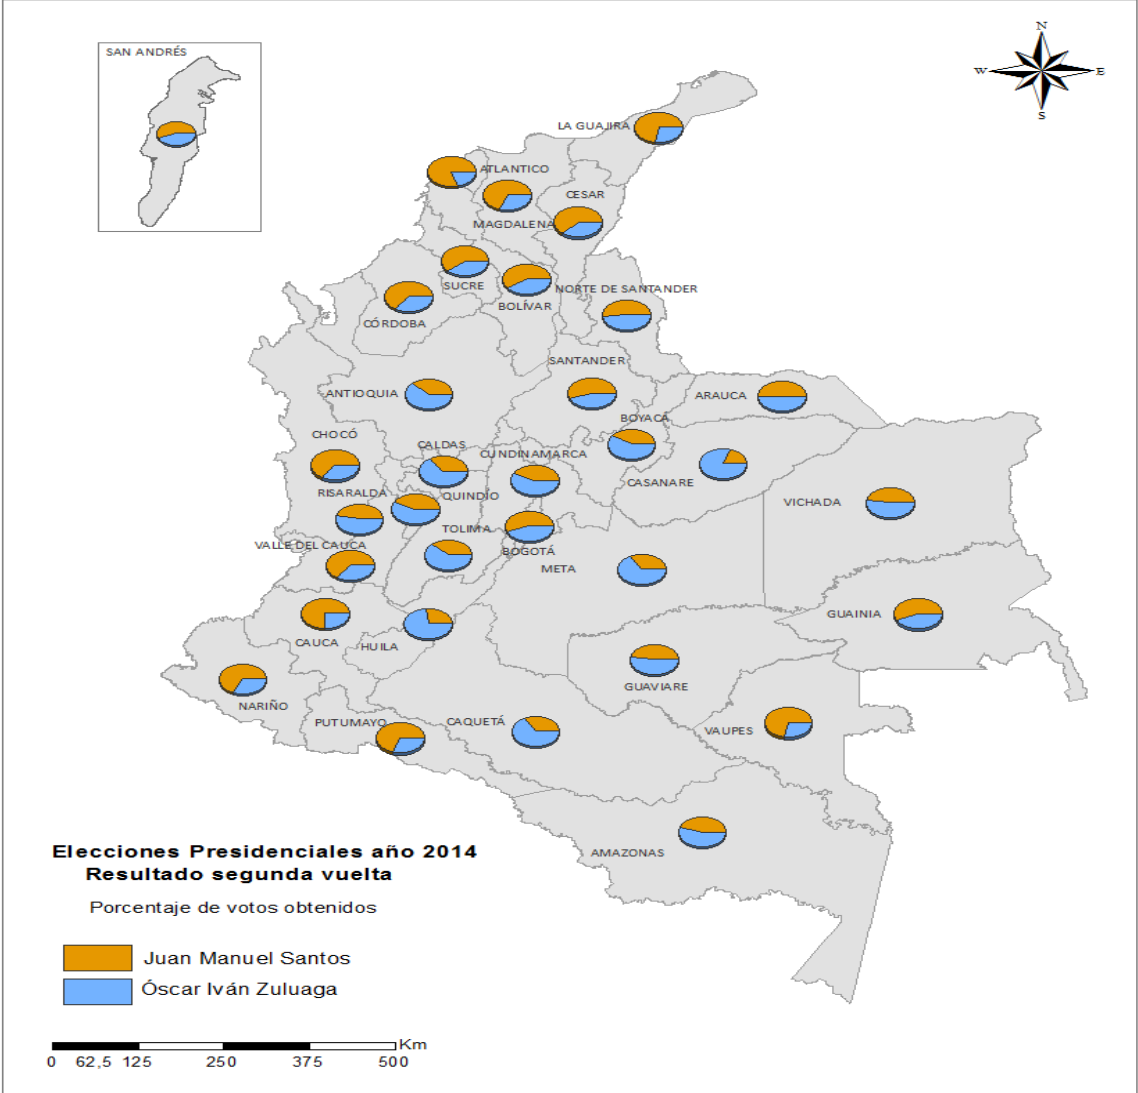 SAN ANDRÉS
N
W
E
S
LA GUAJIRA
ATLANTICO
CESAR
MAGDALENA
SUCRE
NORTE DE SANTANDER
BOLÍVAR
CÓRDOBA
SANTANDER
ANTIOQUIA
ARAUCA
BOYACÁ
CHOCÓ
CALDAS
CUNDINAMARCA
CASANARE
RISARALDA
QUINDÍO
VICHADA
TOLIMA
VALLE DEL CAUCA
BOGOTÁ
META
GUAINIA
CAUCA
HUILA
GUAVIARE
NARIÑO
PUTUMAYO
CAQUETÁ
VAUPES
AMAZONAS
Elecciones Presidenciales año 2014
Resultado segunda vuelta
Porcentaje de votos obtenidos
Juan Manuel Santos
Óscar Iván Zuluaga
Km
0 62,5 125 250 375 500